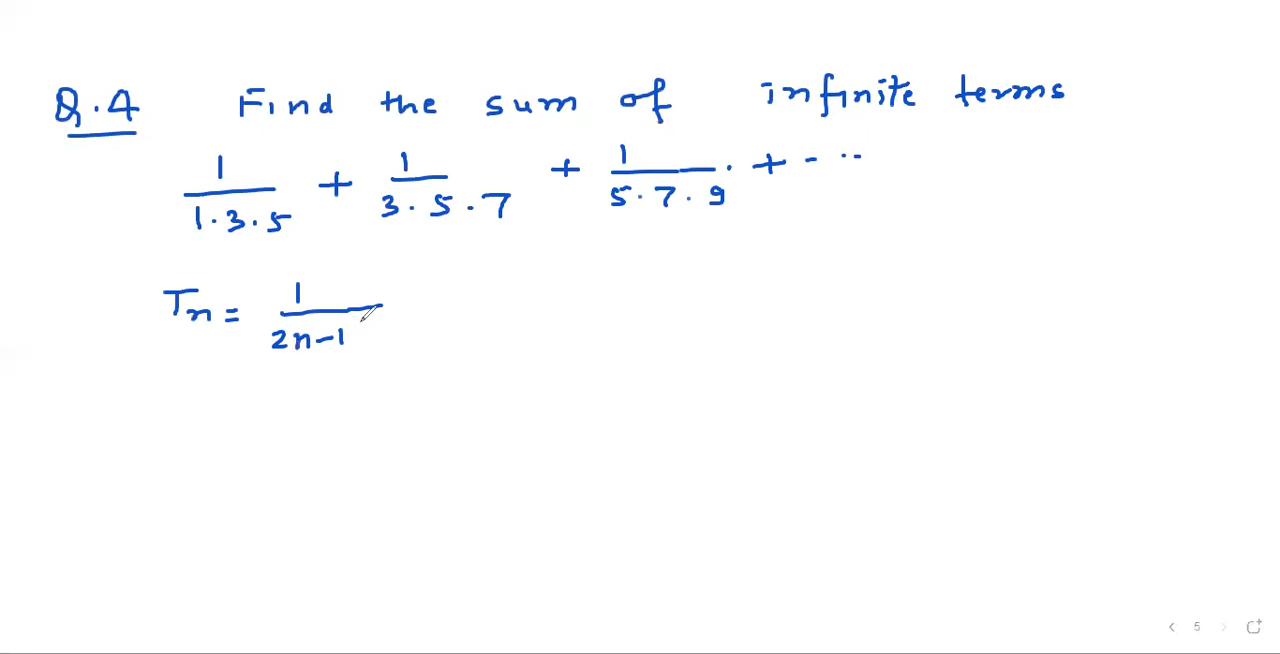 Q.4 Find the sum of infinite terms
1/(1·3·5) + 1/(3·5·7) + 1/(5·7·9) · + - ··
Tn = 1/(2n-1
5